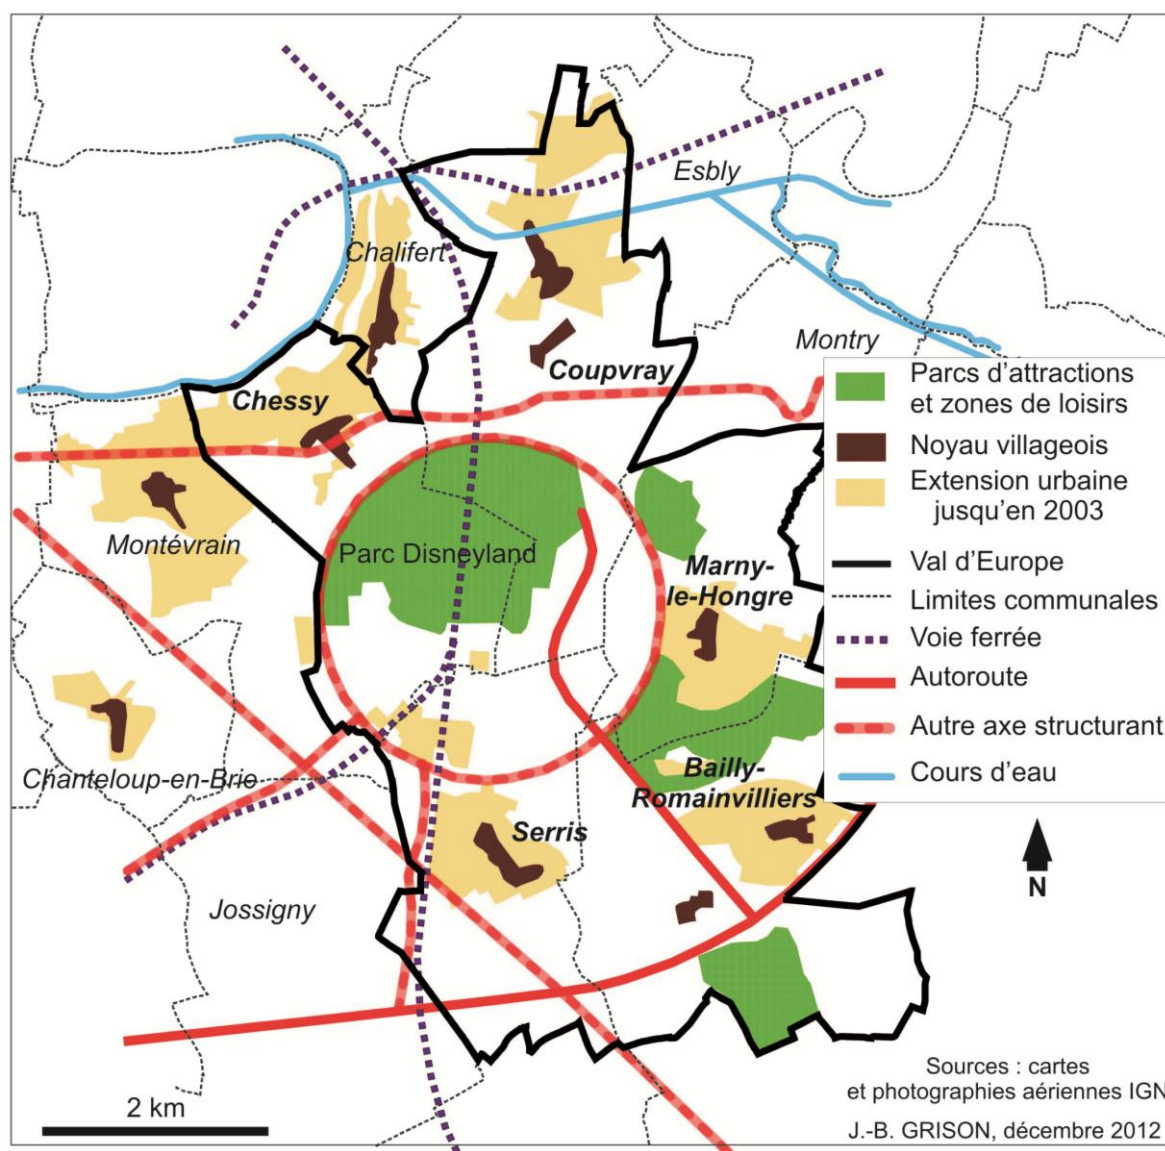 Esbly
Chalifert
Montry
Coupvray
Chessy
Parcs d'attractions
et zones de loisirs
Noyau villageois
Extension urbaine
jusqu'en 2003
Val d'Europe
Limites communales
Voie ferrée
Autoroute
Autre axe structurant
Cours d'eau
Montévrain
Parc Disneyland
Marny-
le-Hongre
Chanteloup-en-Brie
Bailly-
Romainvilliers
Serris
Jossigny
N
2 km
Sources : cartes
et photographies aériennes IGN
J.-B. GRISON, décembre 2012